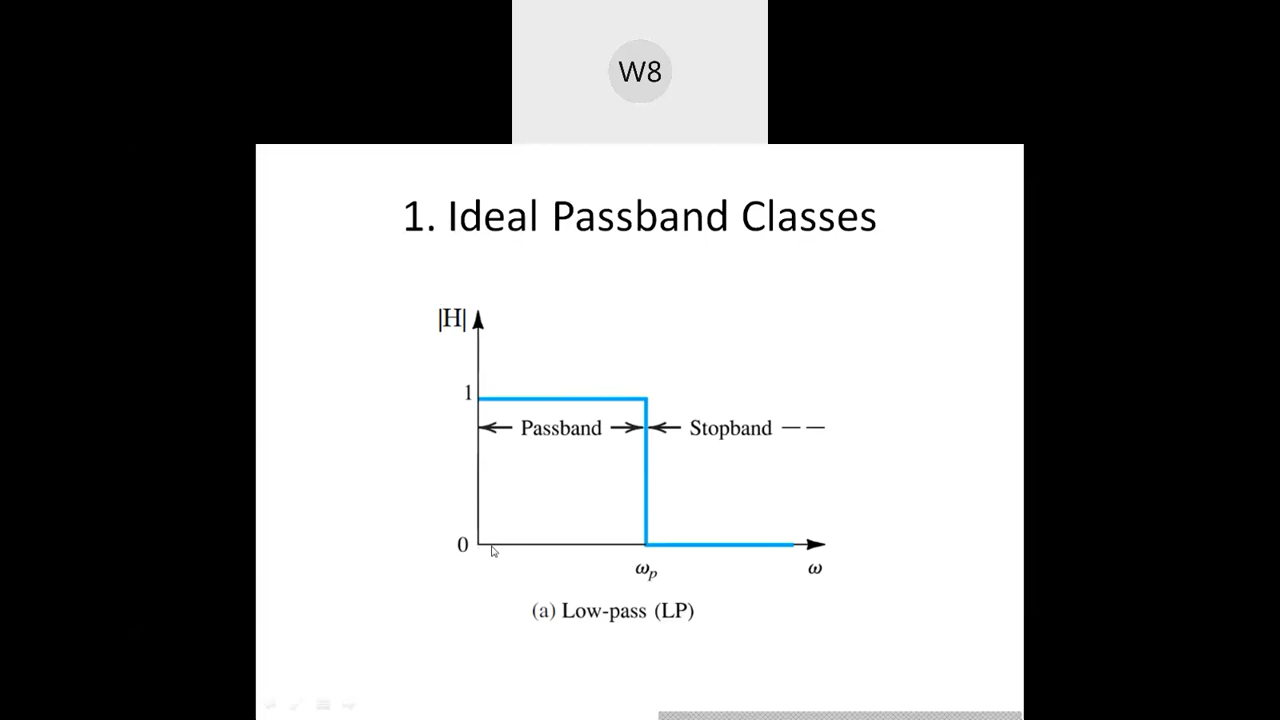 W8
1. Ideal Passband Classes
|H|
1
Passband
Stopband
0
ωp
ω
(a) Low-pass (LP)